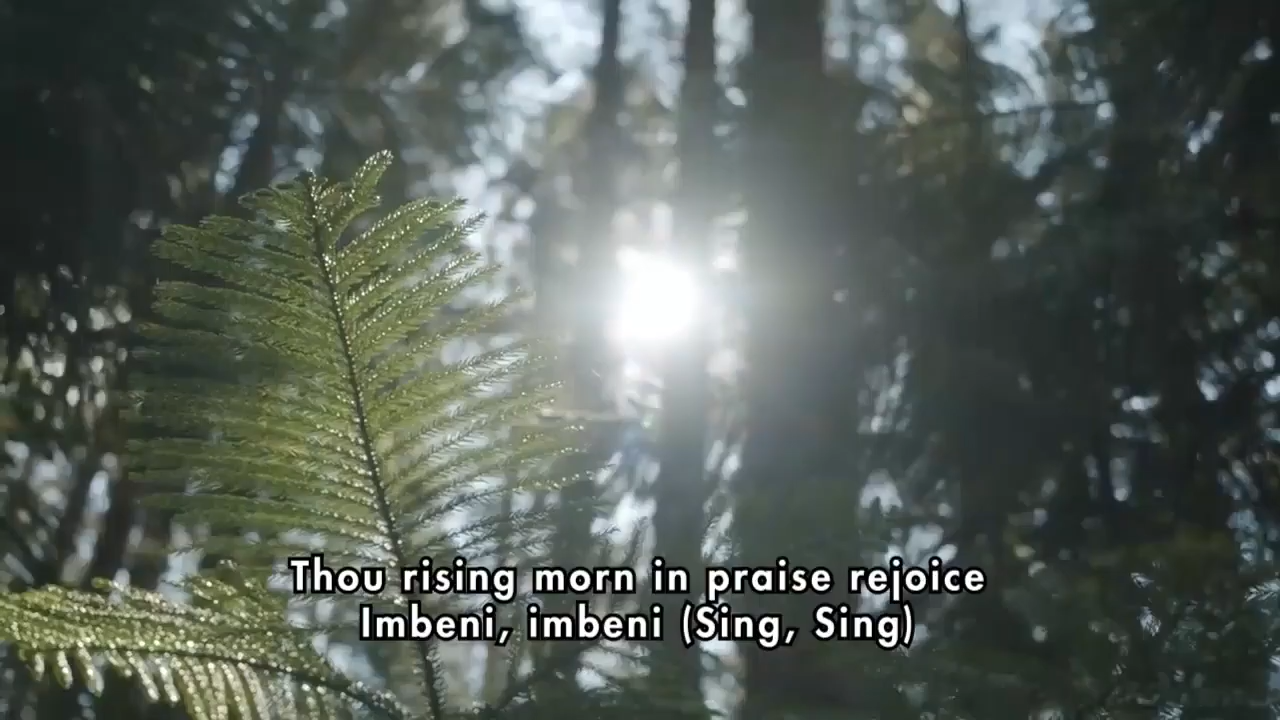 Thou rising morn in praise rejoice
Imbeni, imbeni (Sing, Sing)